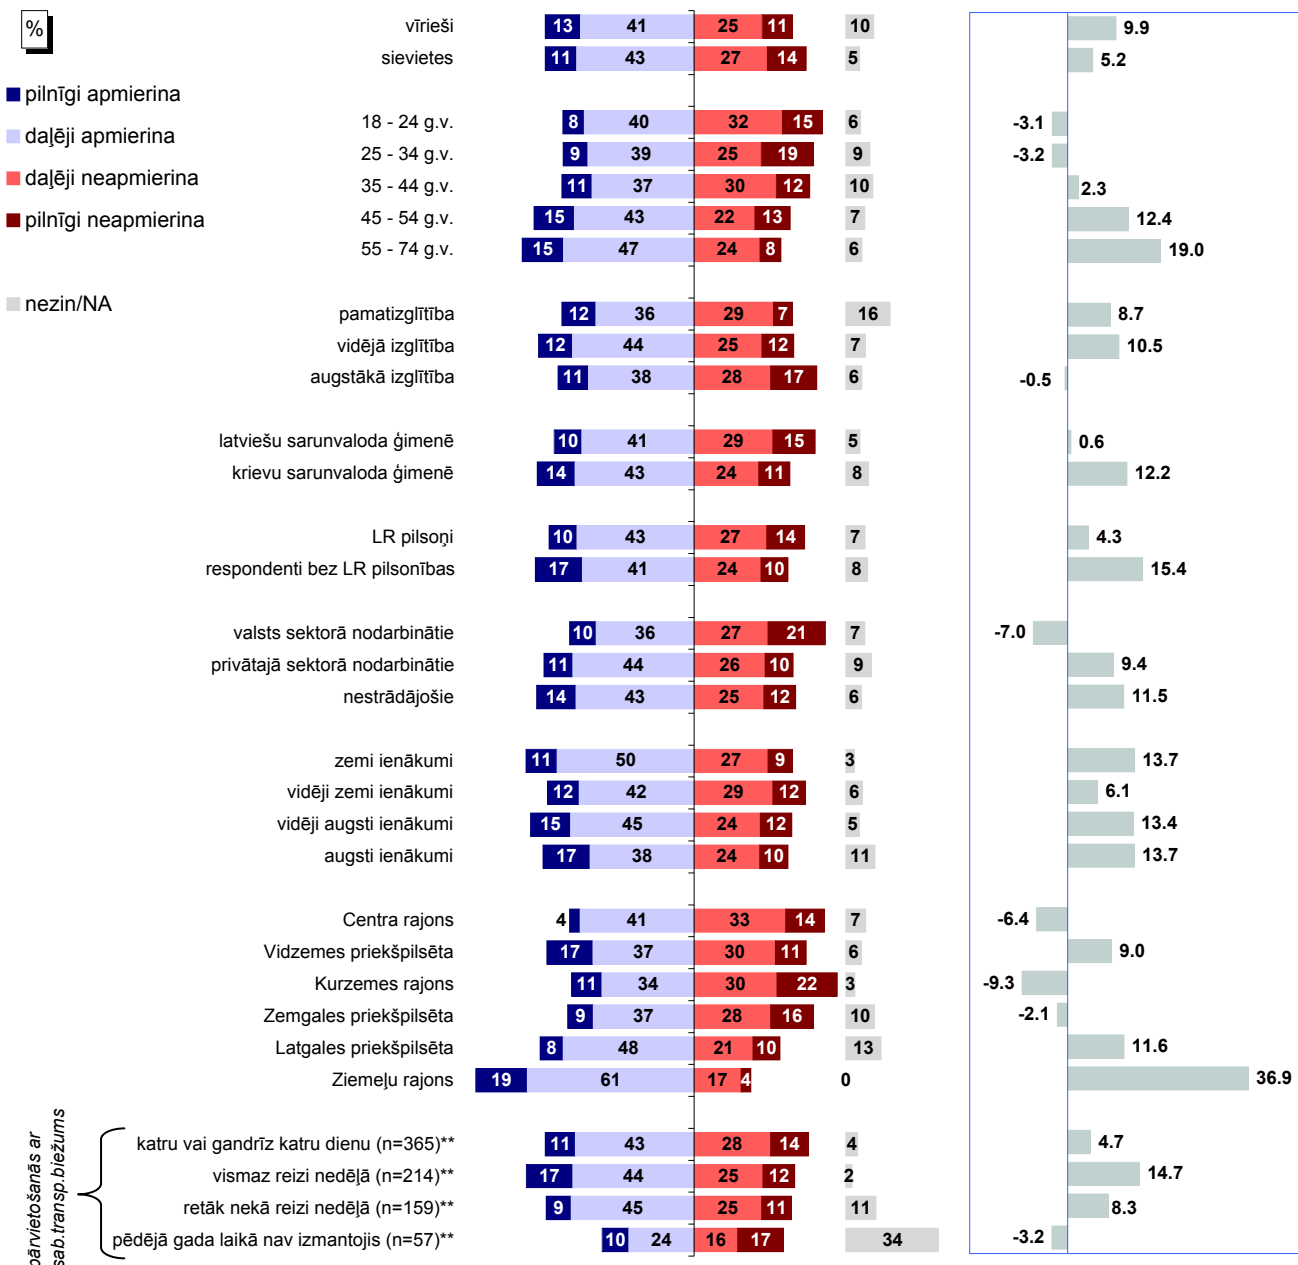 %
pilnīgi apmierina
daļēji apmierina
daļēji neapmierina
pilnīgi neapmierina
nezin/NA
vīrieši 13 41 25 11 10 9.9
sievietes 11 43 27 14 5 5.2
18 - 24 g.v. 8 40 32 15 6 -3.1
25 - 34 g.v. 9 39 25 19 9 -3.2
35 - 44 g.v. 11 37 30 12 10 2.3
45 - 54 g.v. 15 43 22 13 7 12.4
55 - 74 g.v. 15 47 24 8 6 19.0
pamatizglītība 12 36 29 7 16 8.7
vidējā izglītība 12 44 25 12 7 10.5
augstākā izglītība 11 38 28 17 6 -0.5
latviešu sarunvaloda ģimenē 10 41 29 15 5 0.6
krievu sarunvaloda ģimenē 14 43 24 11 8 12.2
LR pilsoņi 10 43 27 14 7 4.3
respondenti bez LR pilsonības 17 41 24 10 8 15.4
valsts sektorā nodarbinātie 10 36 27 21 7 -7.0
privātajā sektorā nodarbinātie 11 44 26 10 9 9.4
nestrādājošie 14 43 25 12 6 11.5
zemi ienākumi 11 50 27 9 3 13.7
vidēji zemi ienākumi 12 42 29 12 6 6.1
vidēji augsti ienākumi 15 45 24 12 5 13.4
augsti ienākumi 17 38 24 10 11 13.7
Centra rajons 4 41 33 14 7 -6.4
Vidzemes priekšpilsēta 17 37 30 11 6 9.0
Kurzemes rajons 11 34 30 22 3 -9.3
Zemgales priekšpilsēta 9 37 28 16 10 -2.1
Latgales priekšpilsēta 8 48 21 10 13 11.6
Ziemeļu rajons 19 61 17 4 0 36.9
pārvietošanās ar
sab.transp.biežums
katru vai gandrīz katru dienu (n=365)** 11 43 28 14 4 4.7
vismaz reizi nedēļā (n=214)** 17 44 25 12 2 14.7
retāk nekā reizi nedēļā (n=159)** 9 45 25 11 11 8.3
pēdējā gada laikā nav izmantojis (n=57)** 10 24 16 17 34 -3.2